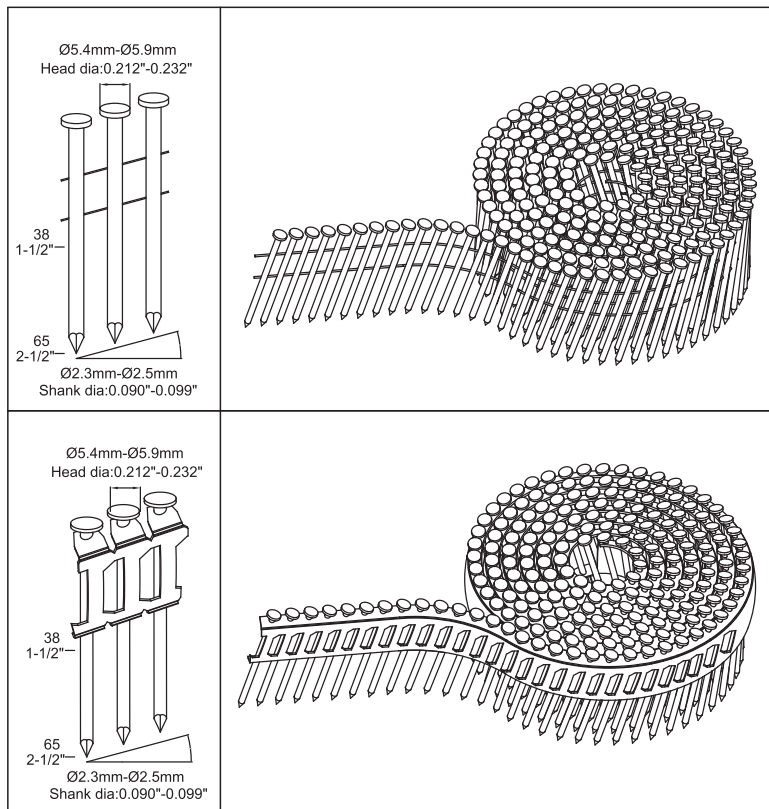 Ø5.4mm-Ø5.9mm
Head dia:0.212"-0.232"
38
1-1/2"
65
2-1/2"
Ø2.3mm-Ø2.5mm
Shank dia:0.090"-0.099"
Ø5.4mm-Ø5.9mm
Head dia:0.212"-0.232"
38
1-1/2"
65
2-1/2"
Ø2.3mm-Ø2.5mm
Shank dia:0.090"-0.099"